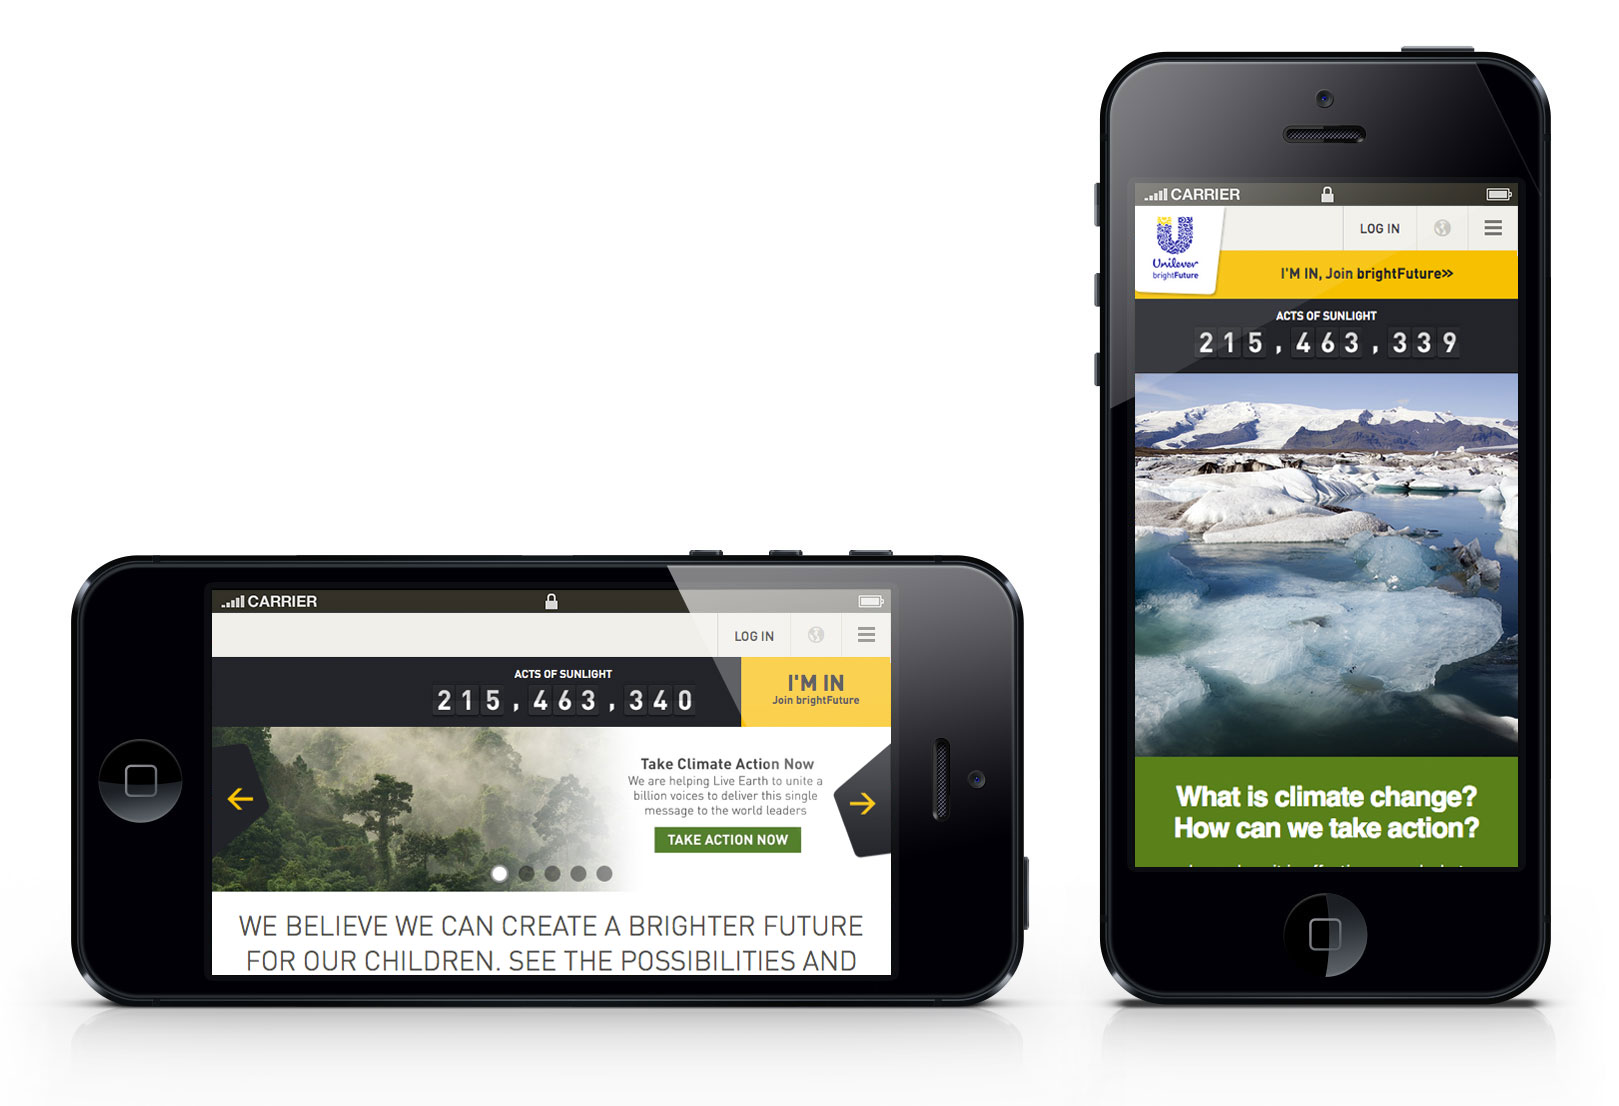 CARRIER
LOG IN
ACTS OF SUNLIGHT
215,463,340
I'M IN
Join brightFuture
Take Climate Action Now
We are helping Live Earth to unite a
billion voices to deliver this single
message to the world leaders
TAKE ACTION NOW
WE BELIEVE WE CAN CREATE A BRIGHTER FUTURE
FOR OUR CHILDREN. SEE THE POSSIBILITIES AND
CARRIER
LOG IN
Unilever
brightFuture
I'M IN, Join brightFuture»
ACTS OF SUNLIGHT
215,463,339
What is climate change?
How can we take action?